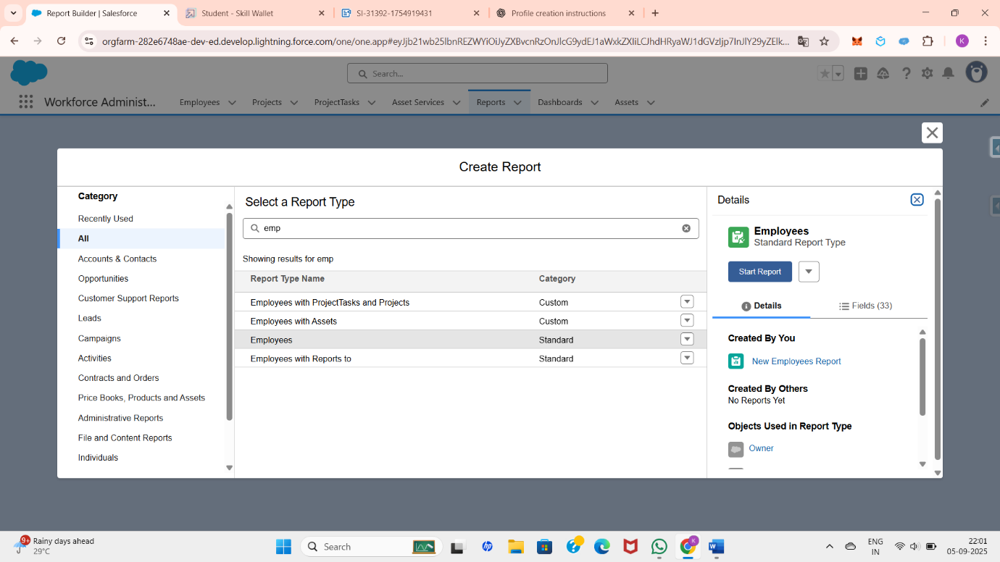 Report Builder | Salesforce
Student - Skill Wallet
SI-31392-1754919431
Profile creation instructions
orgfarm-282e6748ae-dev-ed.develop.lightning.force.com/one/one.app#eyJjb21wb25lbnREZWYiOiJyZXBvcnRzOnJlcG9ydEJ1aWxkZXIiLCJhdHRyaWJ1dGVzIjp7InJlY29yZElk...
K
Search...
Workforce Administ...
Employees
Projects
ProjectTasks
Asset Services
Reports
Dashboards
Assets
Create Report
Category
Recently Used
All
Accounts & Contacts
Opportunities
Customer Support Reports
Leads
Campaigns
Activities
Contracts and Orders
Price Books, Products and Assets
Administrative Reports
File and Content Reports
Individuals
Select a Report Type
emp
Showing results for emp
Report Type Name Category
Employees with ProjectTasks and Projects Custom
Employees with Assets Custom
Employees Standard
Employees with Reports to Standard
Details
Employees
Standard Report Type
Start Report
Details
Fields (33)
Created By You
New Employees Report
Created By Others
No Reports Yet
Objects Used in Report Type
Owner
9+
Rainy days ahead
29°C
Search
hp
K
ENG
IN
22:01
05-09-2025